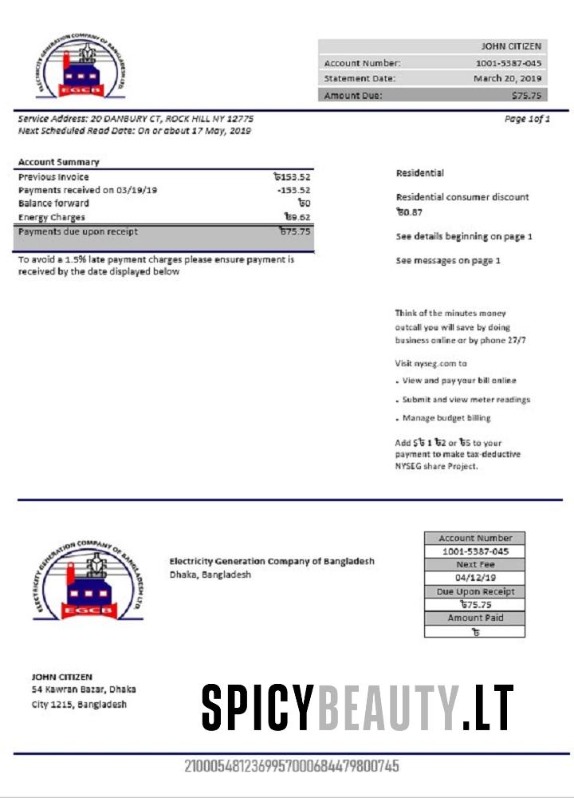 ELECTRICITY GENERATION COMPANY OF BANGLADESH LTD.
EGCB
JOHN CITIZEN
Account Number: 1001-5387-045
Statement Date: March 20, 2019
Amount Due: $75.75
Service Address: 20 DANBURY CT, ROCK HILL NY 12775
Next Scheduled Read Date: On or about 17 May, 2019
Page 1of 1
Account Summary
Previous Invoice ৳153.52
Payments received on 03/19/19 -153.52
Balance forward ৳0
Energy Charges ৳89.62
Payments due upon receipt ৳75.75
To avoid a 1.5% late payment charges please ensure payment is
received by the date displayed below
Residential
Residential consumer discount
৳0.87
See details beginning on page 1
See messages on page 1
Think of the minutes money
outcall you will save by doing
business online or by phone 27/7
Visit nyseg.com to
• View and pay your bill online
• Submit and view meter readings
• Manage budget billing
Add $৳ 1 ৳2 or ৳5 to your
payment to make tax-deductive
NYSEG share Project.
ELECTRICITY GENERATION COMPANY OF BANGLADESH LTD.
EGCB
Electricity Generation Company of Bangladesh
Dhaka, Bangladesh
Account Number
1001-5387-045
Next Fee
04/12/19
Due Upon Receipt
৳75.75
Amount Paid
৳
JOHN CITIZEN
54 Kawran Bazar, Dhaka
City 1215, Bangladesh
SPICYBEAUTY.LT
2100054812369957000684479800745